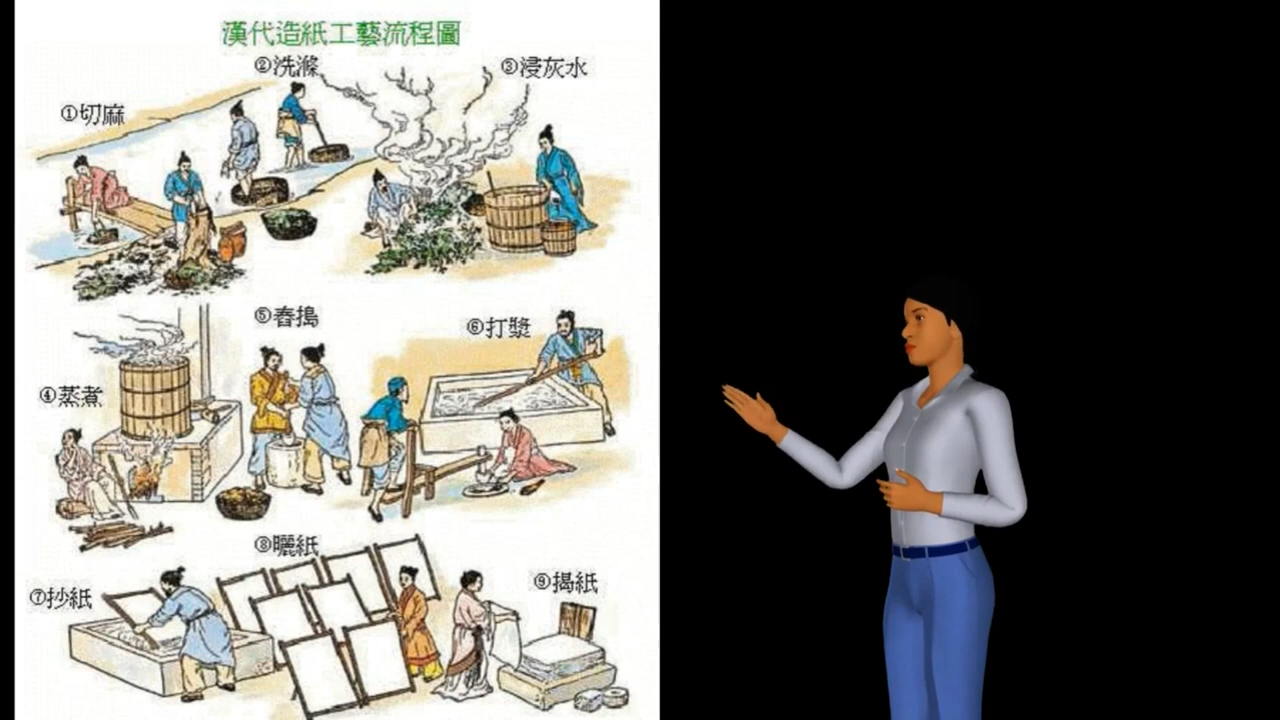 漢代造紙工藝流程圖
①切麻
②洗滌
③浸灰水
④蒸煮
⑤舂搗
⑥打漿
⑦抄紙
⑧曬紙
⑨揭紙